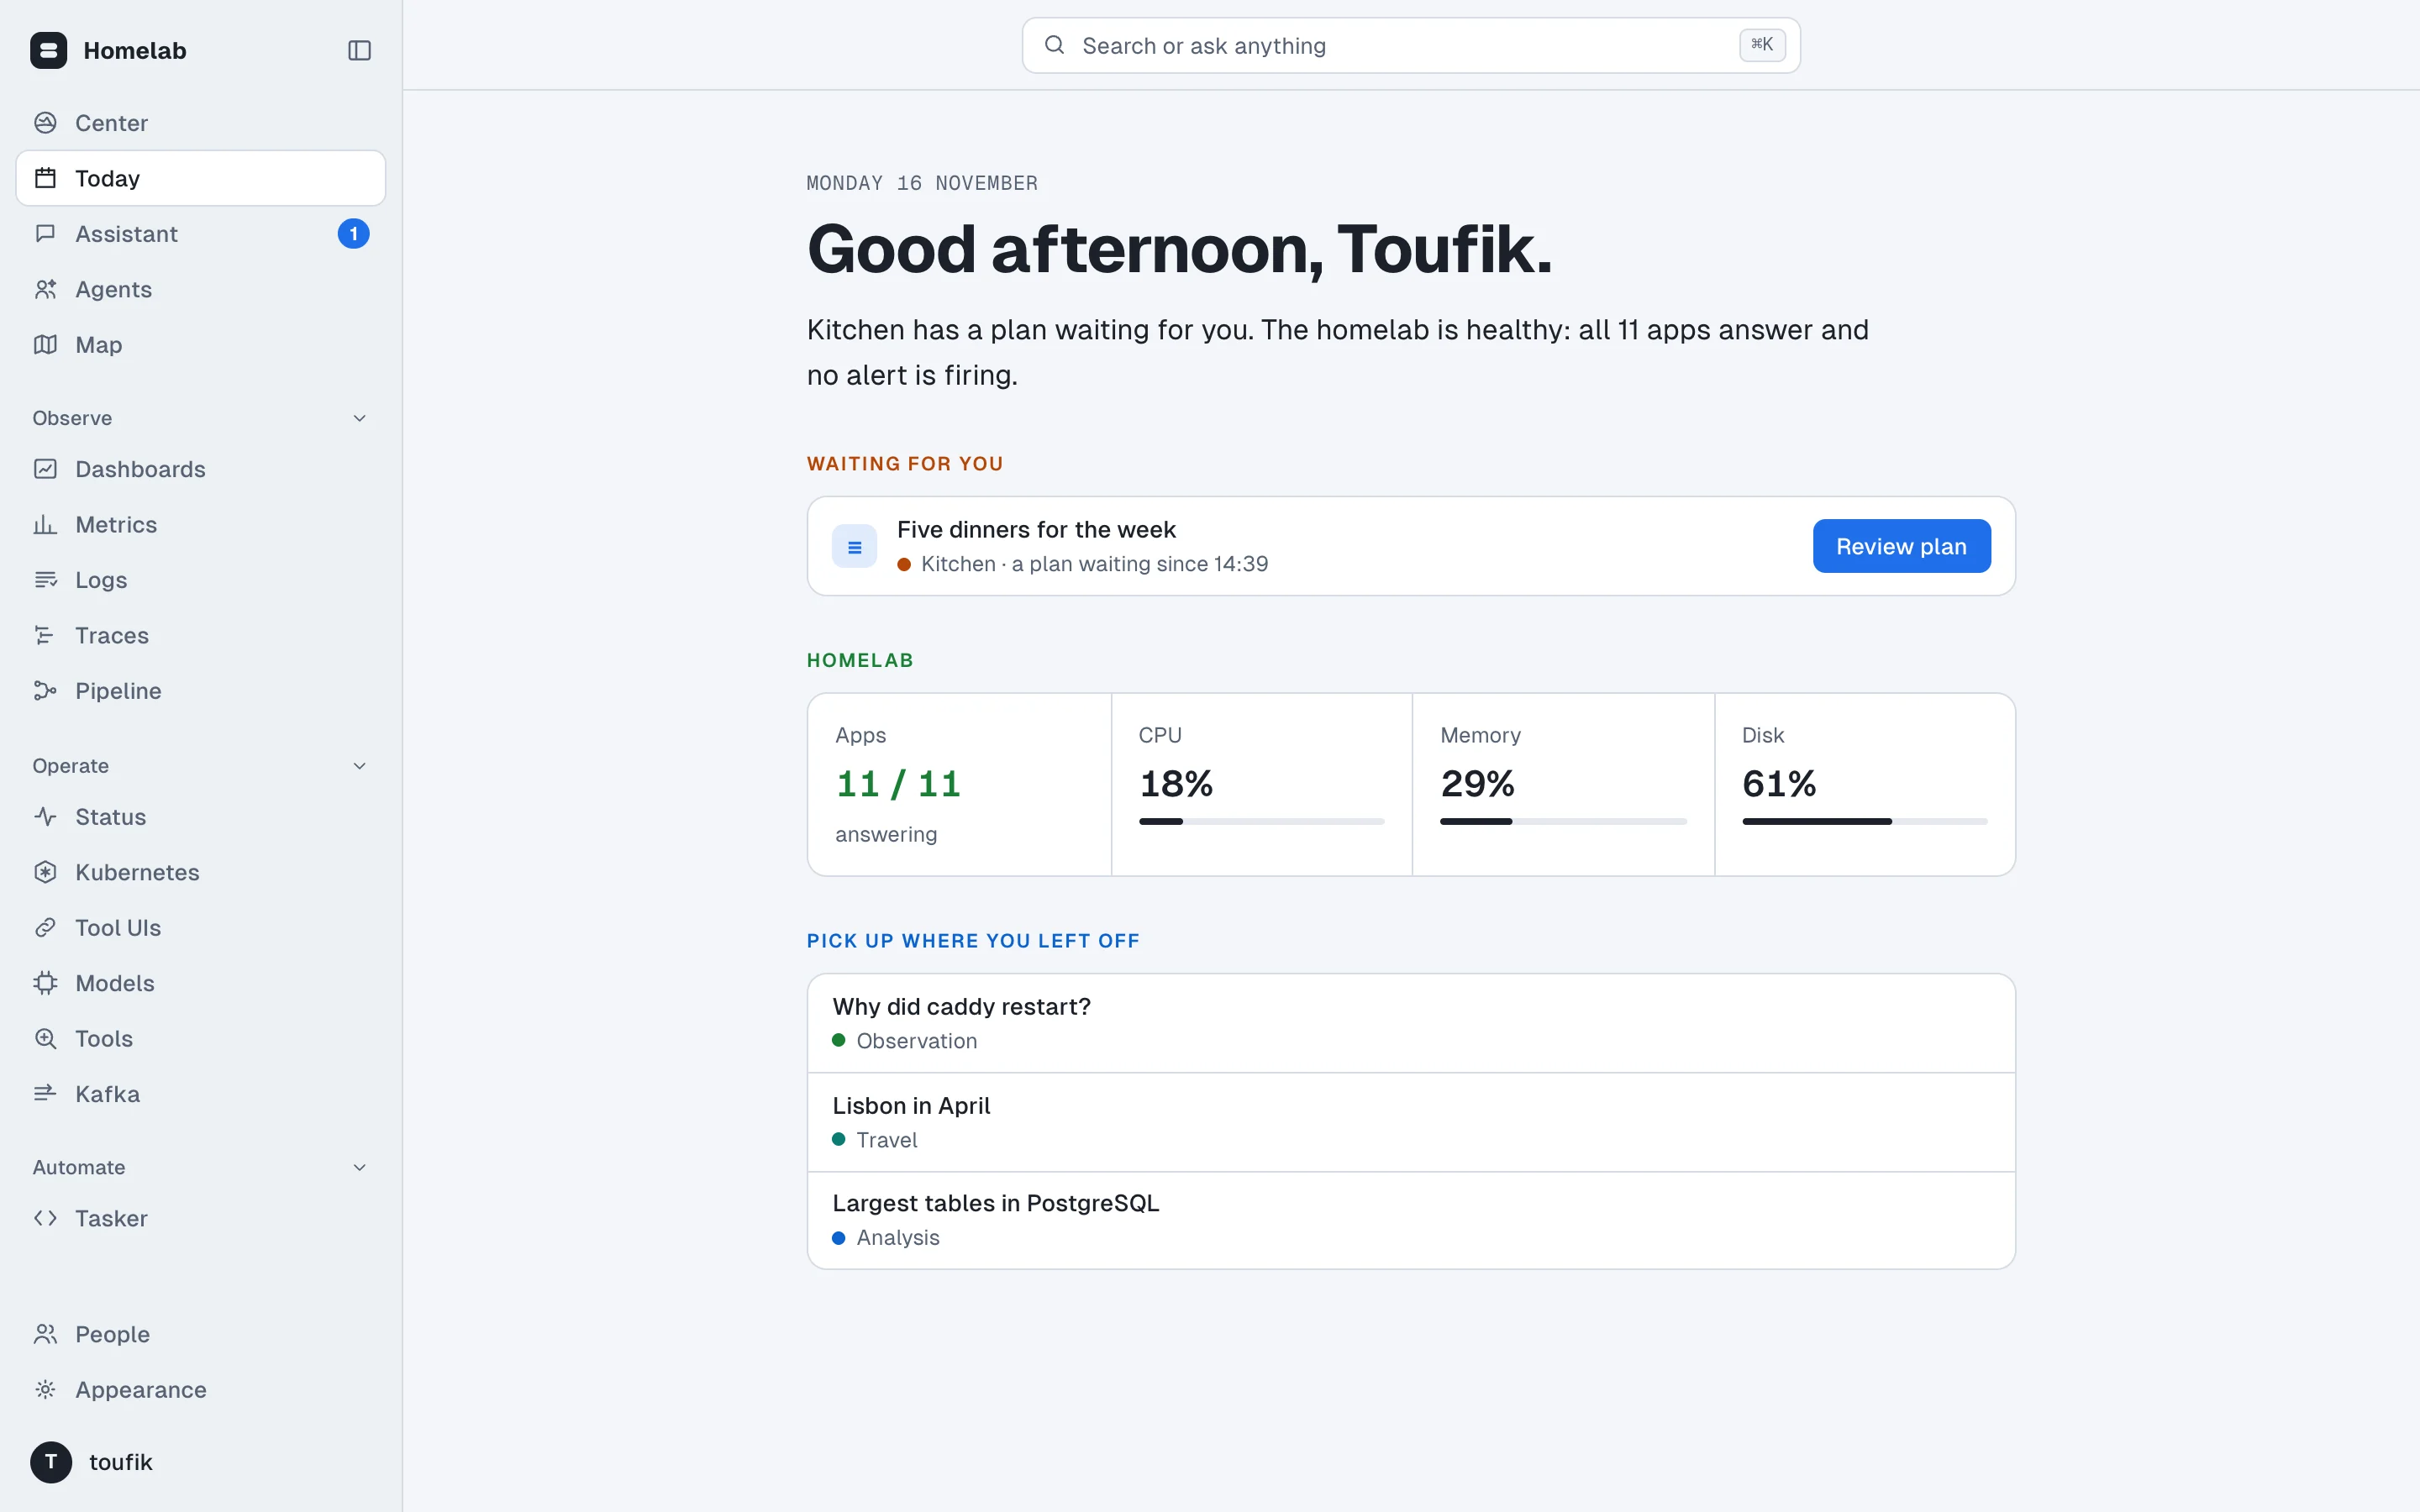 Homelab
Search or ask anything
⌘K
Center
Today
Assistant
1
Agents
Map
Observe
Dashboards
Metrics
Logs
Traces
Pipeline
Operate
Status
Kubernetes
Tool UIs
Models
Tools
Kafka
Automate
Tasker
People
Appearance
T
toufik
MONDAY 16 NOVEMBER
Good afternoon, Toufik.
Kitchen has a plan waiting for you. The homelab is healthy: all 11 apps answer and
no alert is firing.
WAITING FOR YOU
Five dinners for the week
Kitchen · a plan waiting since 14:39
Review plan
HOMELAB
Apps
11 / 11
answering
CPU
18%
Memory
29%
Disk
61%
PICK UP WHERE YOU LEFT OFF
Why did caddy restart?
Observation
Lisbon in April
Travel
Largest tables in PostgreSQL
Analysis